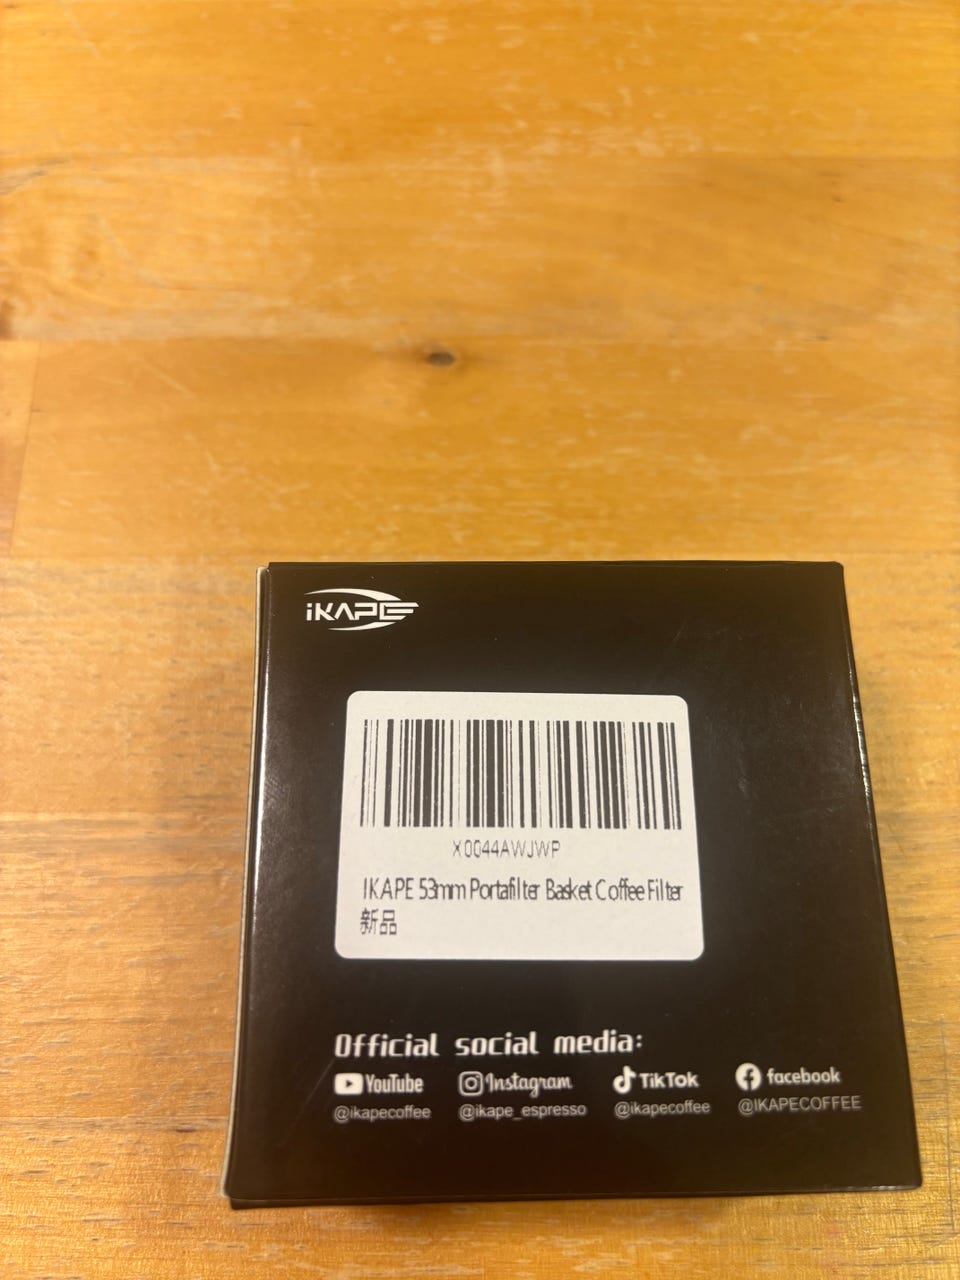 iKAPE
X0044AWJWP
IKAPE 53mm Portafilter Basket Coffee Filter
新品
Official social media:
YouTube Instagram TikTok facebook
@ikapecoffee @ikape_espresso @ikapecoffee @IKAPECOFFEE